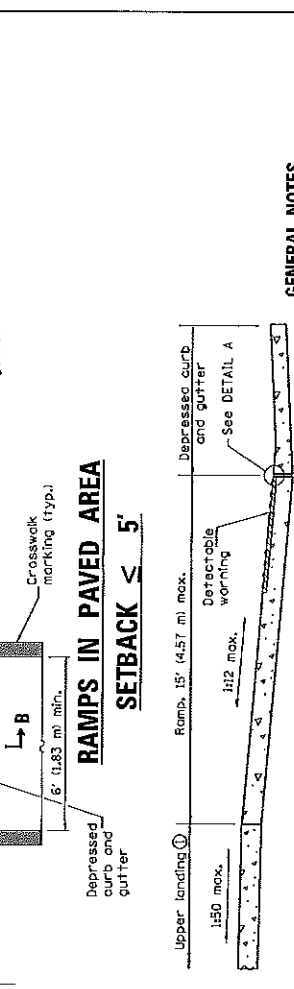 Crosswalk
marking (typ.)
B
6' (1.83 m) min.
Depressed
curb and
gutter
RAMPS IN PAVED AREA
SETBACK ≤ 5'
Upper landing ①
Ramp, 15' (4.57 m) max.
Depressed curb
and gutter
1:50 max.
1:12 max.
Detectable
warning
See DETAIL A
GENERAL NOTES